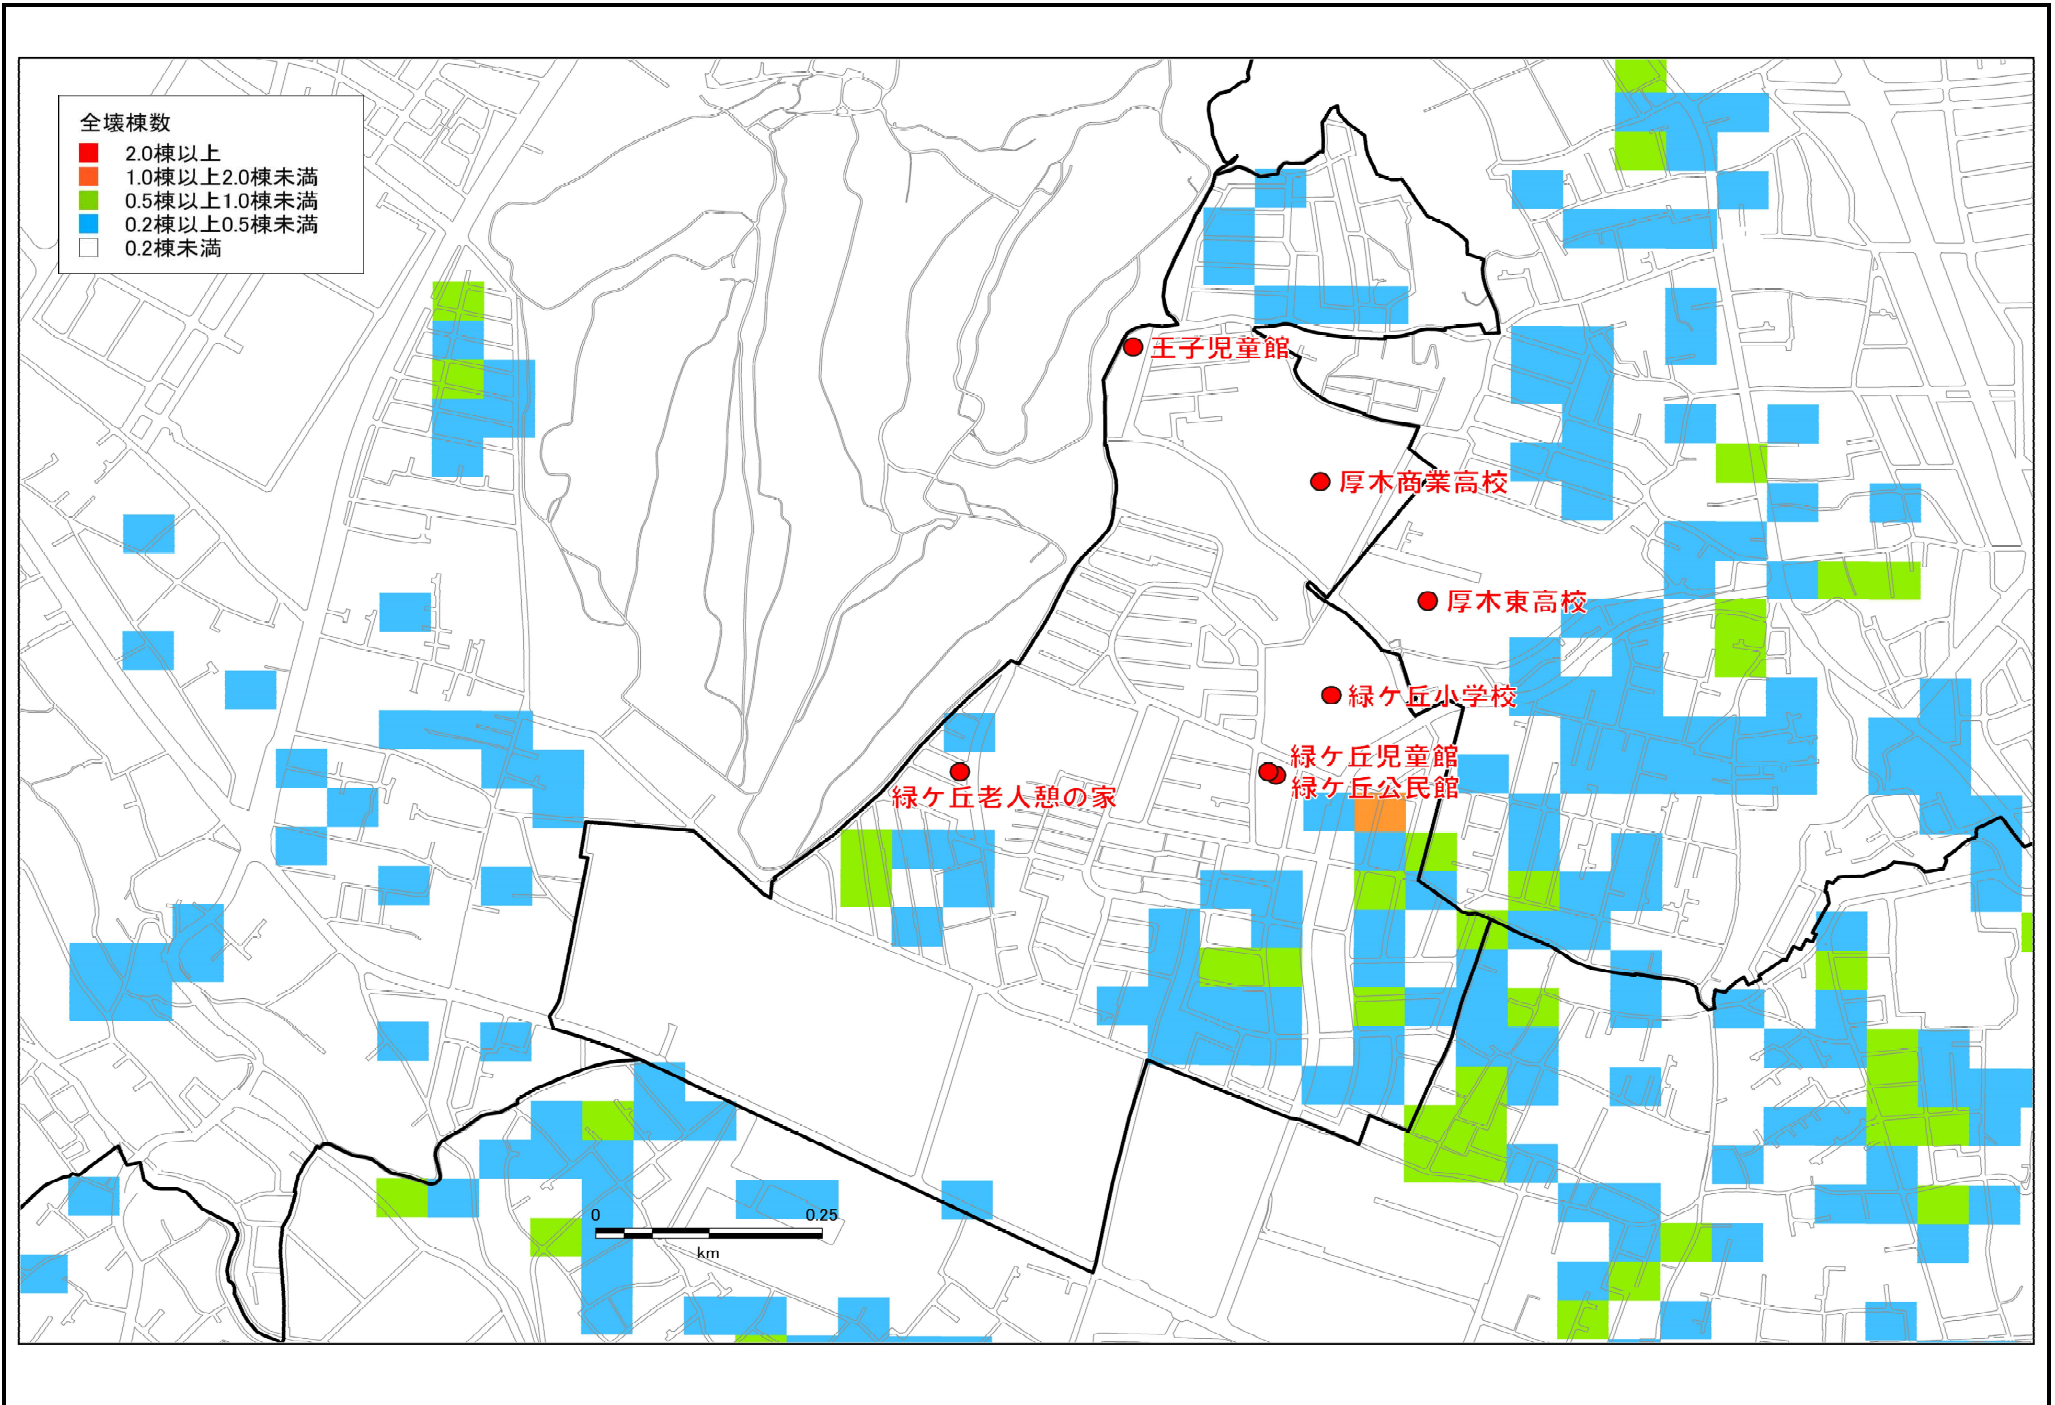 全壊棟数
2.0棟以上
1.0棟以上2.0棟未満
0.5棟以上1.0棟未満
0.2棟以上0.5棟未満
0.2棟未満
王子児童館
厚木商業高校
厚木東高校
緑ケ丘小学校
緑ケ丘児童館
緑ケ丘公民館
緑ケ丘老人憩の家
0 0.25
km